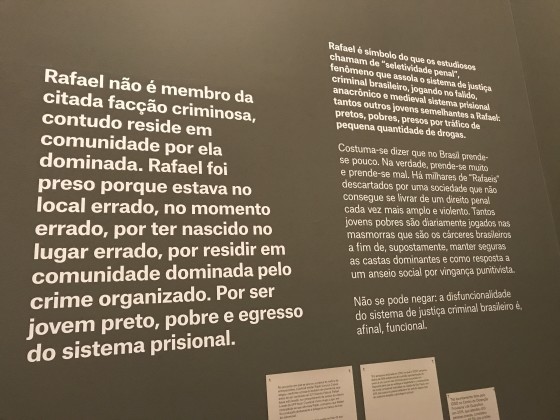 Rafael não é membro da
citada facção criminosa,
contudo reside em
comunidade por ela
dominada. Rafael foi
preso porque estava no
local errado, no momento
errado, por ter nascido no
lugar errado, por residir em
comunidade dominada pelo
crime organizado. Por ser
jovem preto, pobre e egresso
do sistema prisional.
Rafael é símbolo do que os estudiosos
chamam de "seletividade penal",
fenômeno que assola o sistema de justiça
criminal brasileiro, jogando no falido,
anacrônico e medieval sistema prisional
tantos outros jovens semelhantes a Rafael:
pretos, pobres, presos por tráfico de
pequena quantidade de drogas.
Costuma-se dizer que no Brasil prende-
se pouco. Na verdade, prende-se muito
e prende-se mal. Há milhares de "Rafaéis"
descartados por uma sociedade que não
consegue se livrar de um direito penal
cada vez mais amplo e violento. Tantos
jovens pobres são diariamente jogados nas
masmorras que são os cárceres brasileiros
a fim de, supostamente, manter seguras
as castas dominantes e como resposta a
um anseio social por vingança punitivista.
Não se pode negar: a disfuncionalidade
do sistema de justiça criminal brasileiro é,
afinal, funcional.